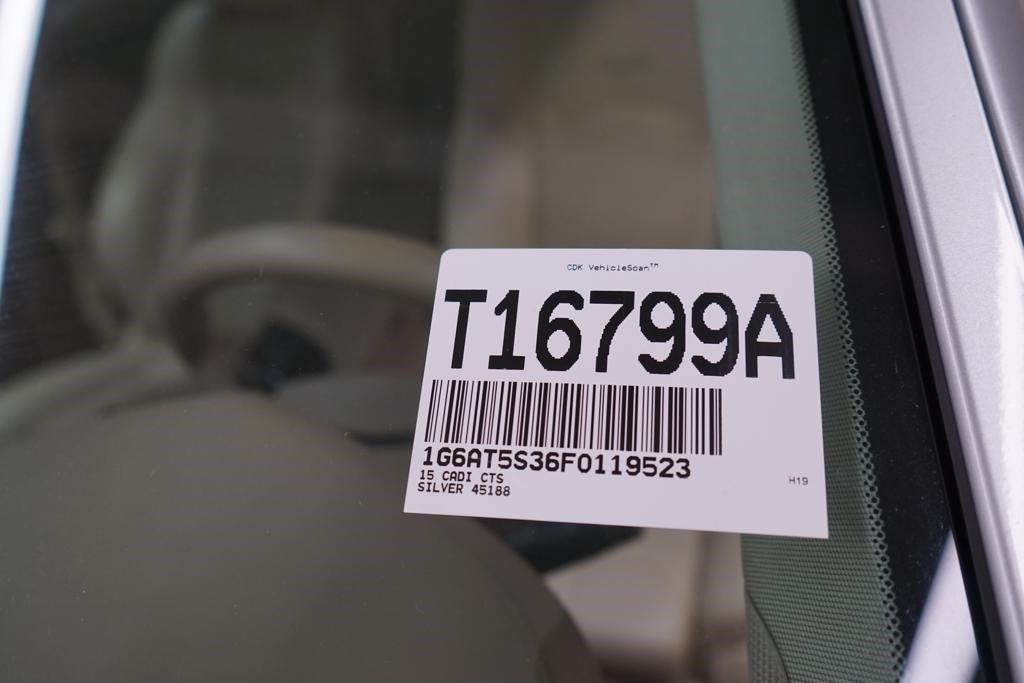 CDK VehicleScan™
T16799A
1G6AT5S36F0119523
15 CADI CTS
SILVER 45188
H19